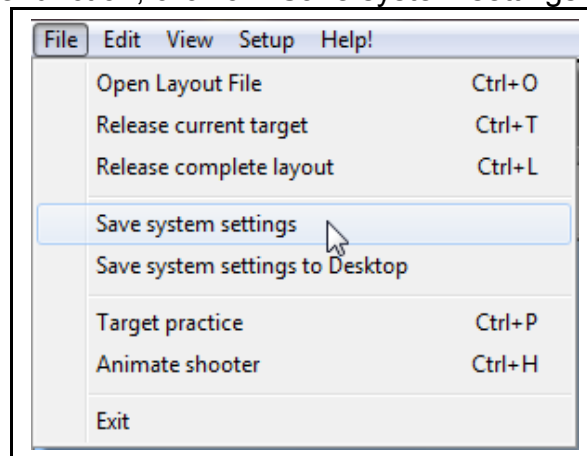 File Edit View Setup Help!
Open Layout File Ctrl+O
Release current target Ctrl+T
Release complete layout Ctrl+L
Save system settings
Save system settings to Desktop
Target practice Ctrl+P
Animate shooter Ctrl+H
Exit